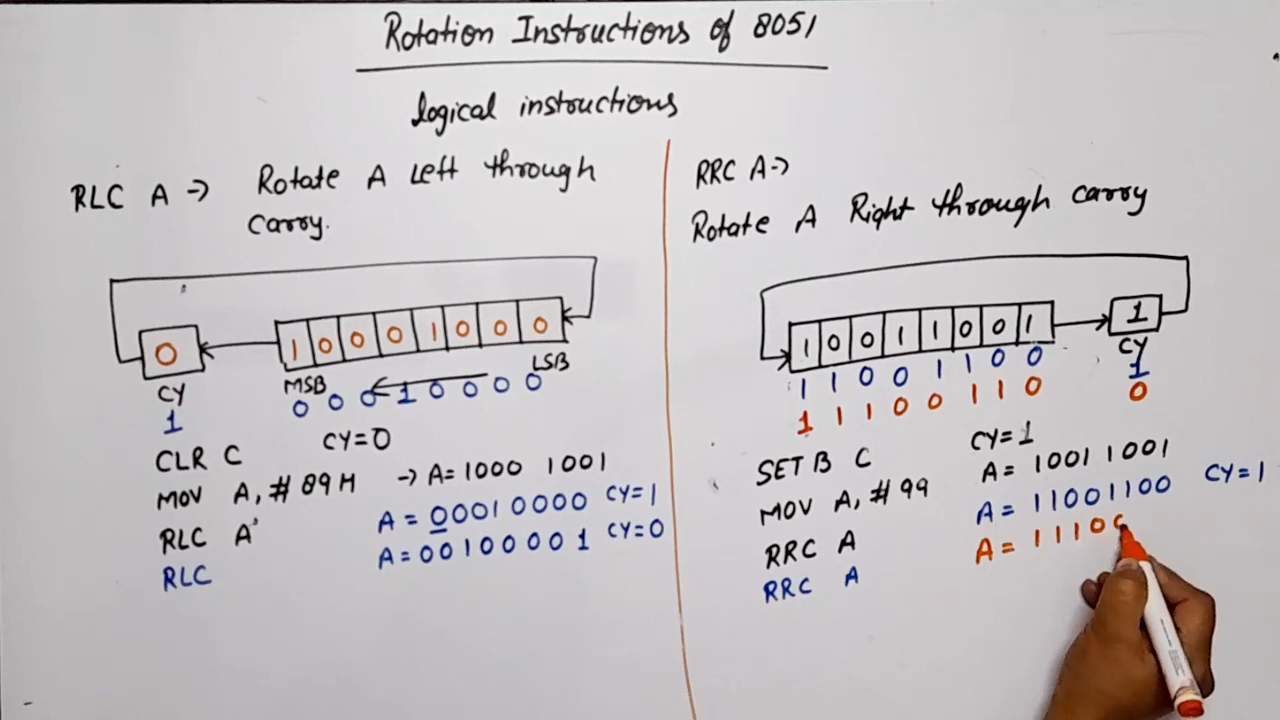 Rotation Instructions of 8051
logical instructions
RLC A → Rotate A Left through
carry.
0
1 0 0 0 1 0 0 0
MSB
LSB
0 0 0 1 0 0 0 0
CY
1
CLR C CY=0
MOV A, # 89H → A= 1000 1001
RLC A A = 00010000 CY=1
RLC A= 00100001 CY=0
RRC A →
Rotate A Right through carry
1 0 0 1 1 0 0 1
1
CY
1 1 0 0 1 1 0 0 1
1 1 1 0 0 1 1 0 0
SETB C CY=1
MOV A, # 99 A= 1001 1001
RRC A A= 11001100 CY=1
RRC A A= 1110